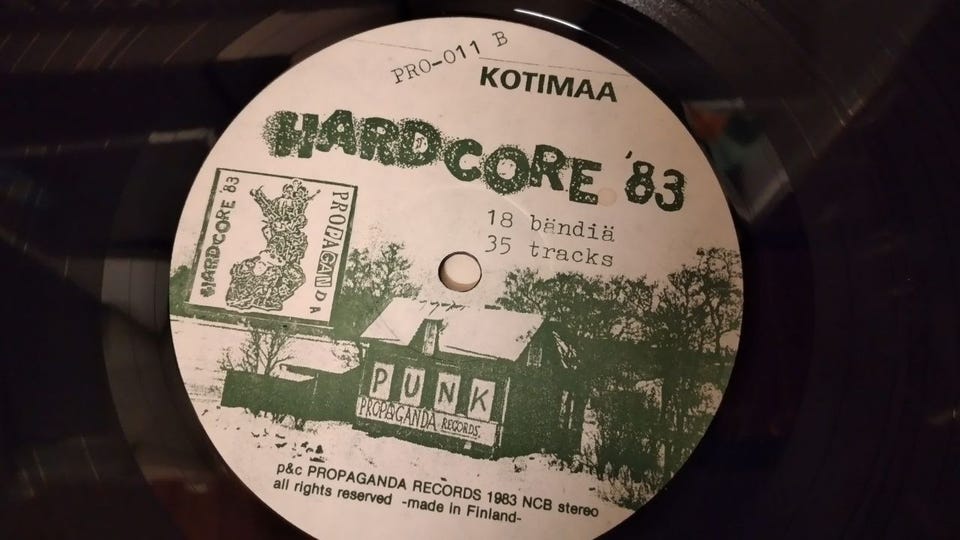 PRO-011 B
KOTIMAA
HARDCORE '83
18 bändiä
35 tracks
HARDCORE '83
PROPAGANDA
PUNK
PROPAGANDA RECORDS
p&c PROPAGANDA RECORDS 1983 NCB stereo
all rights reserved -made in Finland-